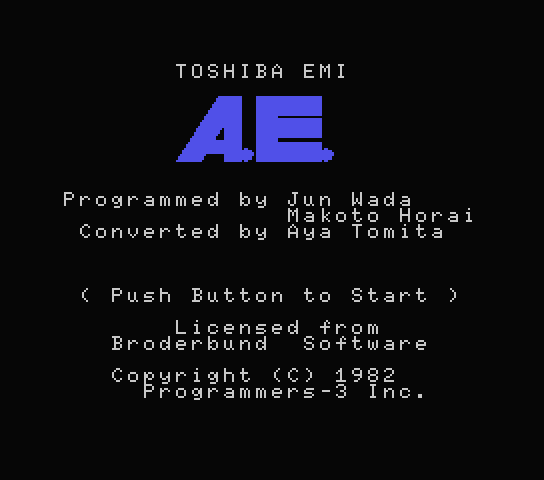 TOSHIBA EMI
A.E.
Programmed by Jun Wada
Makoto Horai
Converted by Aya Tomita
( Push Button to Start )
Licensed from
Broderbund Software
Copyright (C) 1982
Programmers-3 Inc.